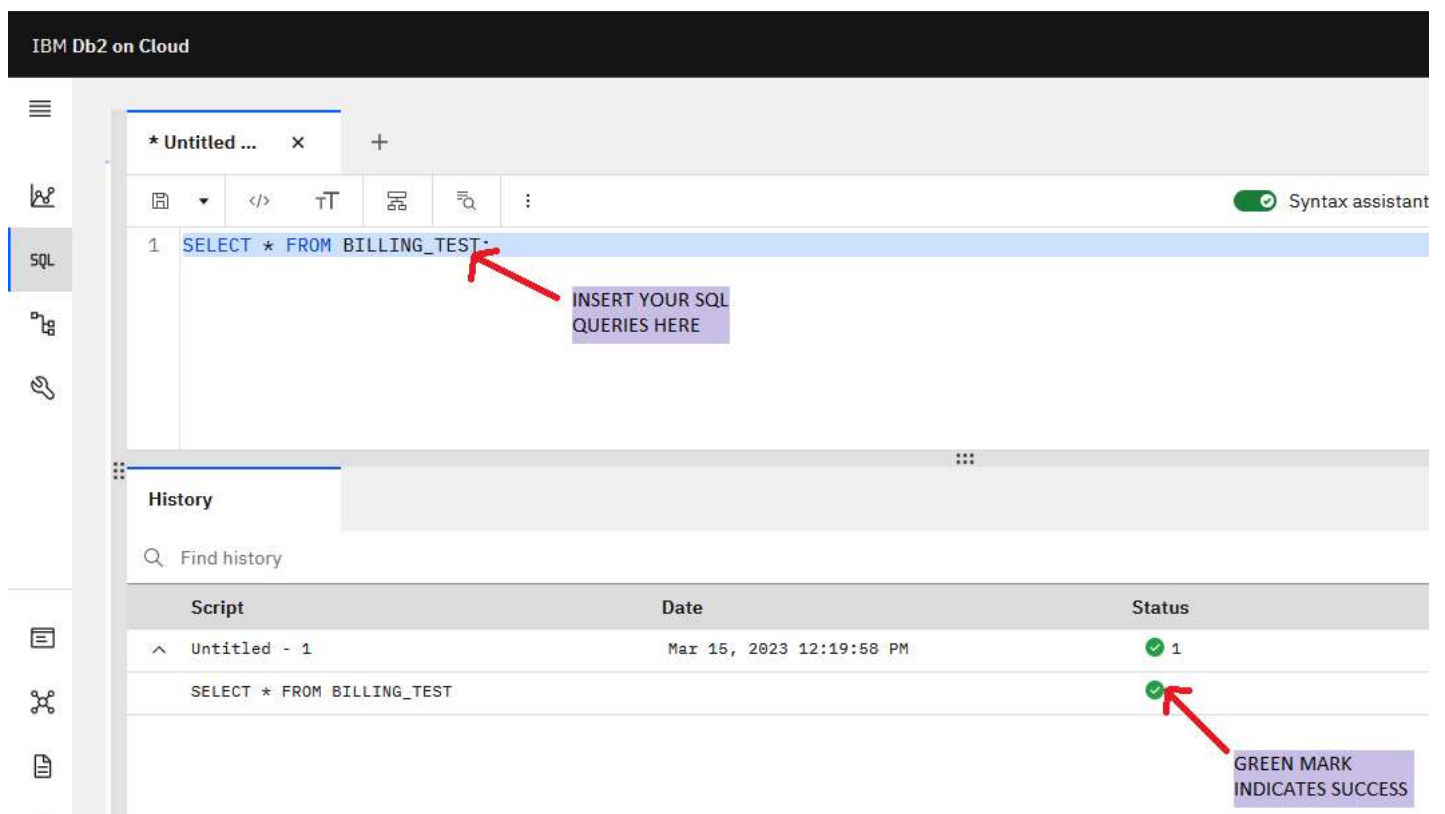 IBM Db2 on Cloud
* Untitled ... × +
</> TT Syntax assistant
SQL
1 SELECT * FROM BILLING_TEST;
INSERT YOUR SQL
QUERIES HERE
History
Find history
Script Date Status
Untitled - 1 Mar 15, 2023 12:19:58 PM 1
SELECT * FROM BILLING_TEST
GREEN MARK
INDICATES SUCCESS